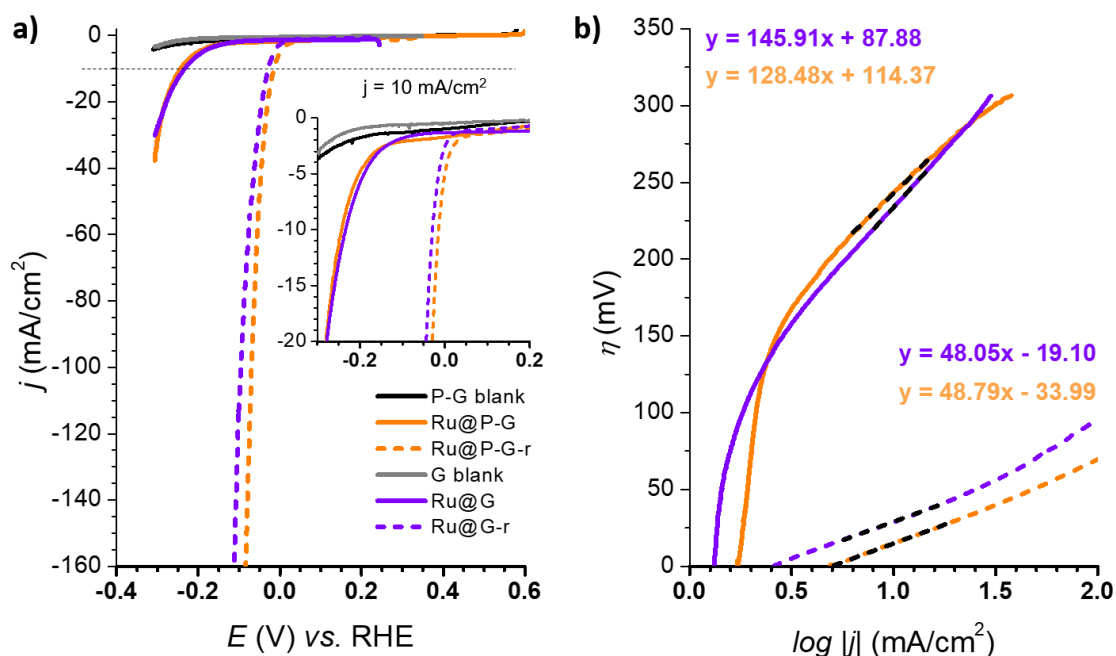 a)
0
-20
-40
-60
-80
-100
-120
-140
-160
-0.4
-0.2
0.0
0.2
0.4
0.6
j (mA/cm²)
E (V) vs. RHE
j = 10 mA/cm²
0
-5
-10
-15
-20
-0.2
0.0
0.2
P-G blank
Ru@P-G
Ru@P-G-r
G blank
Ru@G
Ru@G-r
b)
y = 145.91x + 87.88
y = 128.48x + 114.37
y = 48.05x - 19.10
y = 48.79x - 33.99
350
300
250
200
150
100
50
0
0.0
0.5
1.0
1.5
2.0
η (mV)
log |j| (mA/cm²)